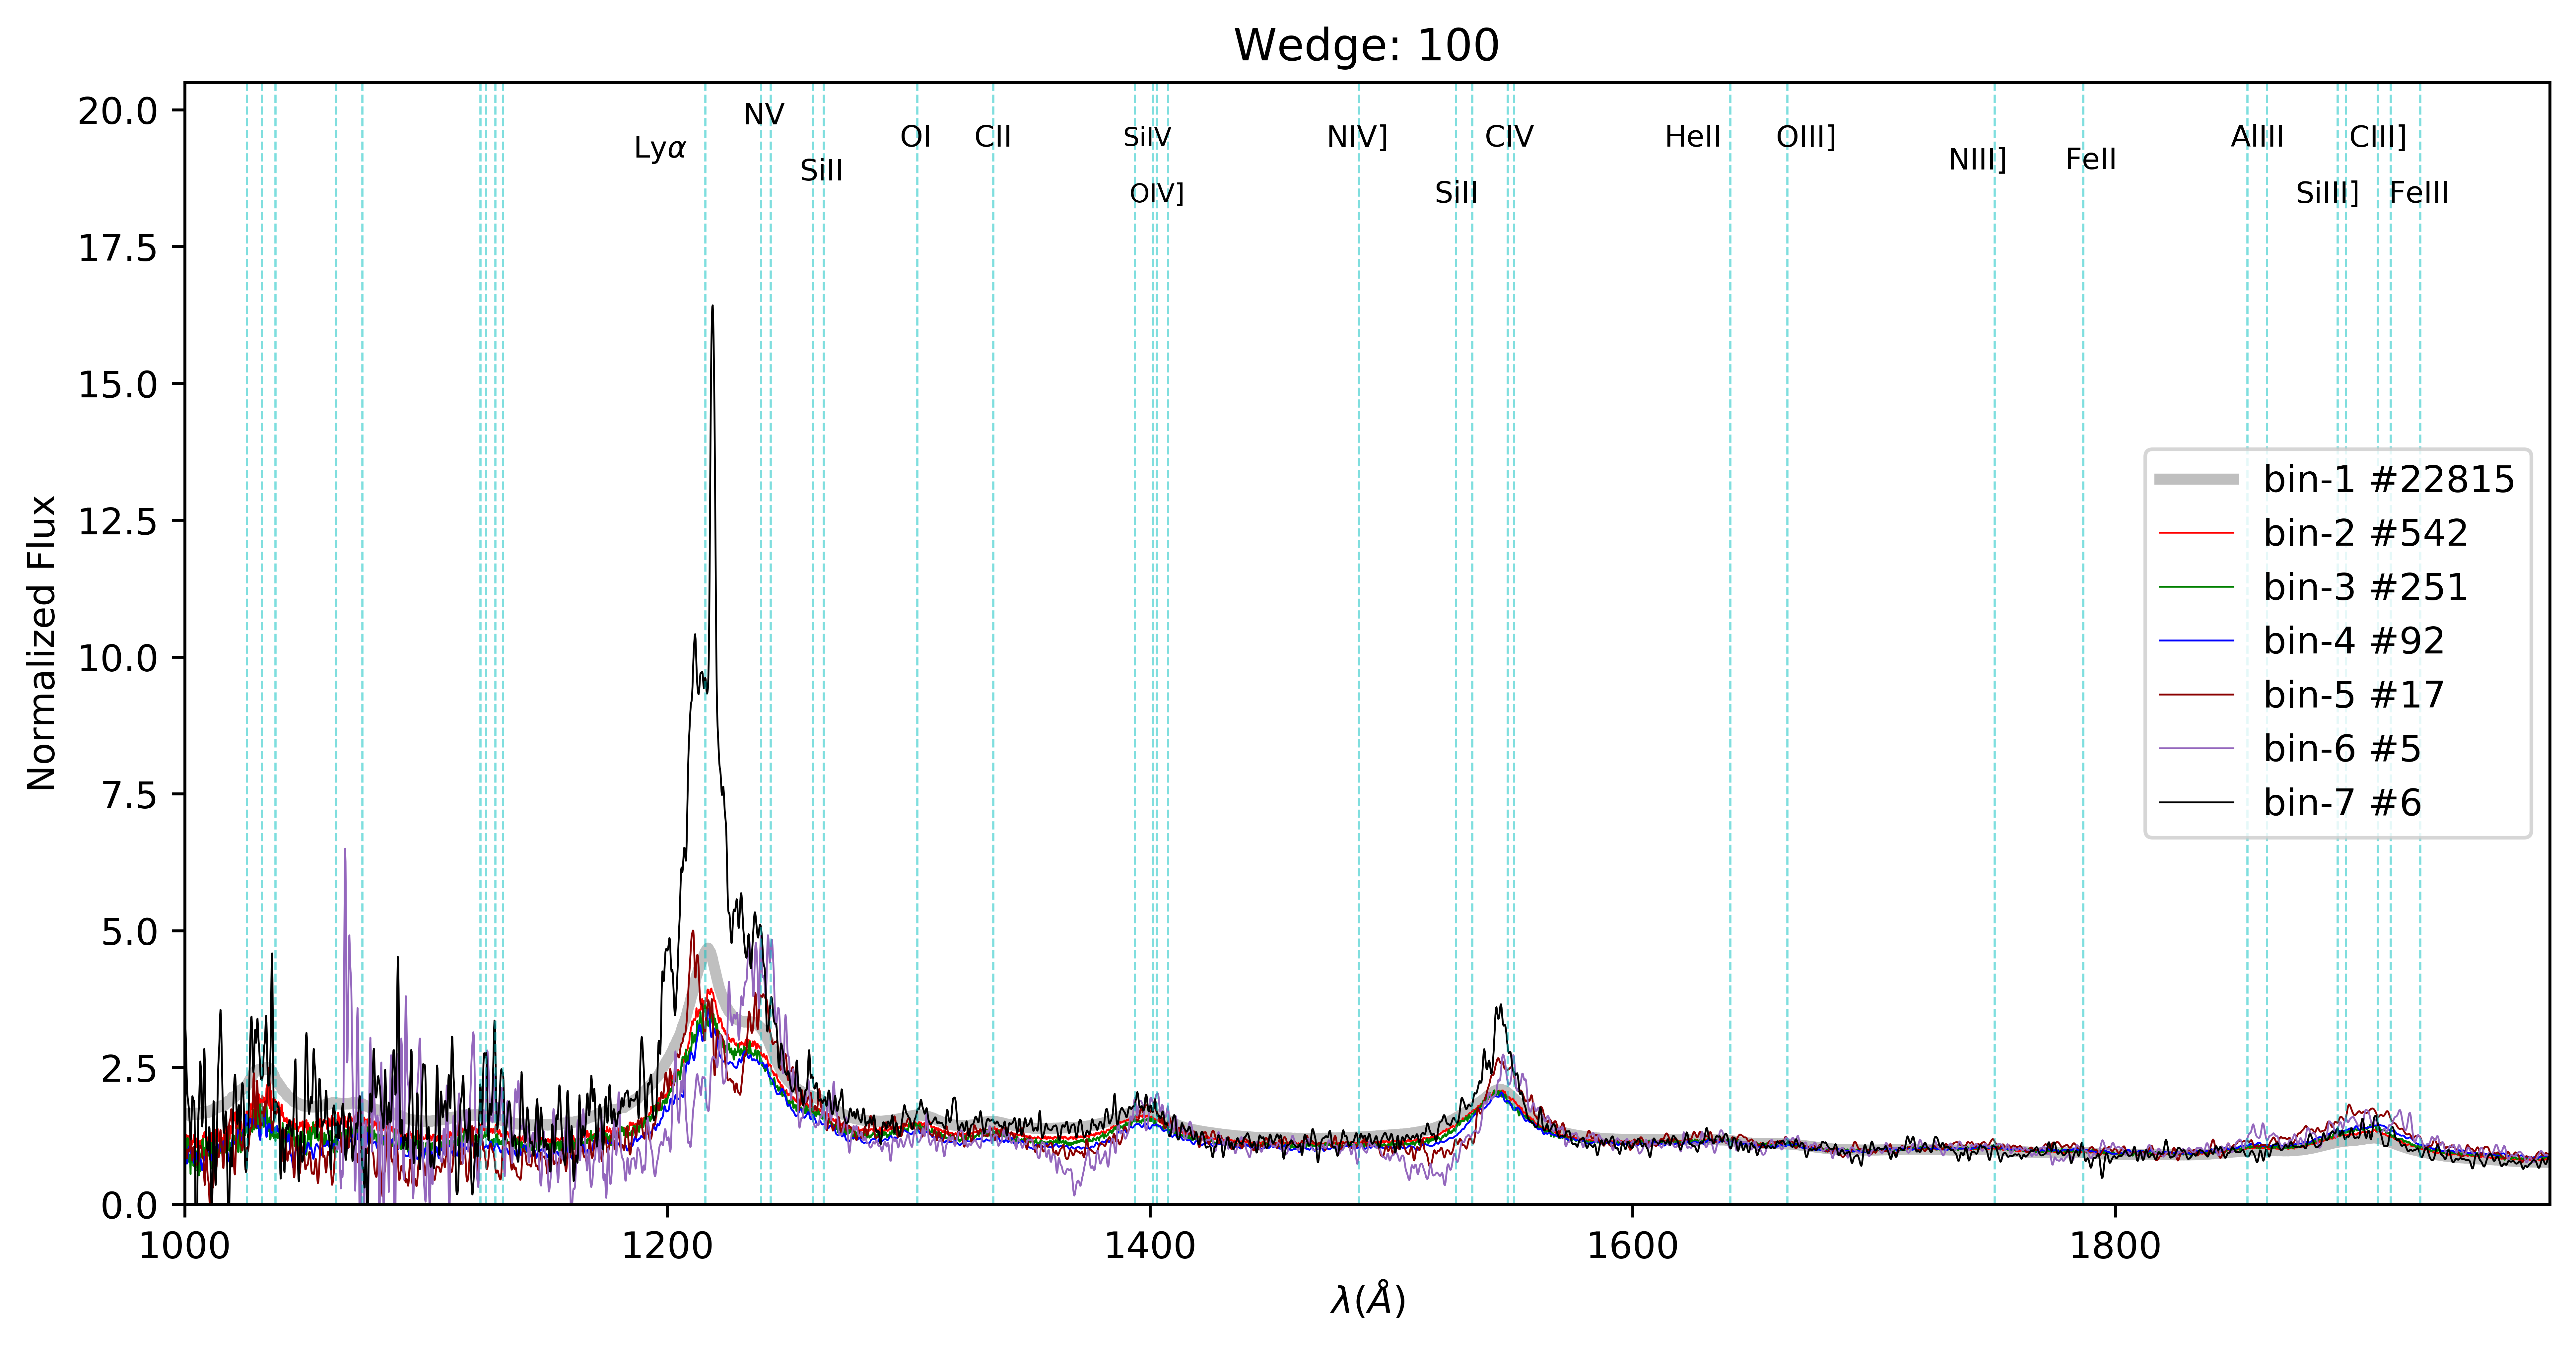 Wedge: 100
20.0
17.5
15.0
12.5
10.0
7.5
5.0
2.5
0.0
Normalized Flux
Lyα
NV
SiII
OI
CII
SiIV
OIV]
NIV]
SiII
CIV
HeII
OIII]
NIII]
FeII
AlIII
SiIII]
CIII]
FeIII
bin-1 #22815
bin-2 #542
bin-3 #251
bin-4 #92
bin-5 #17
bin-6 #5
bin-7 #6
1000
1200
1400
1600
1800
λ(Å)